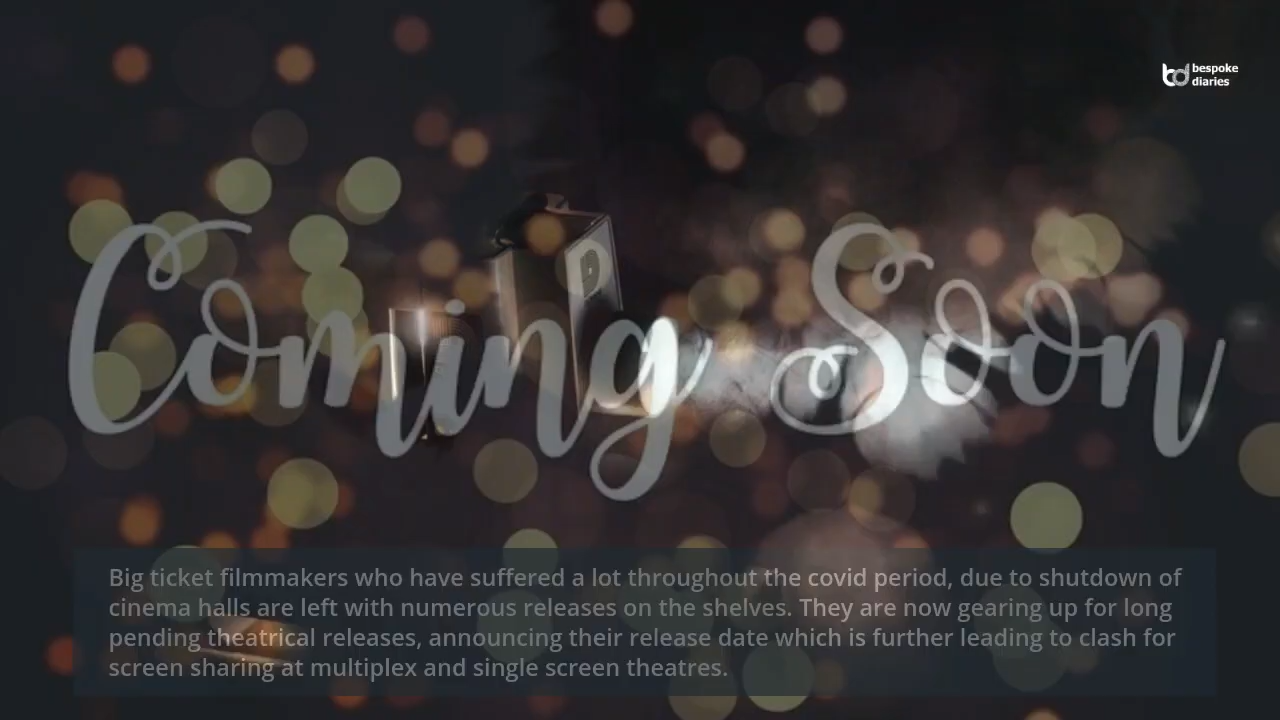 bespoke
diaries
Coming Soon
Big ticket filmmakers who have suffered a lot throughout the covid period, due to shutdown of
cinema halls are left with numerous releases on the shelves. They are now gearing up for long
pending theatrical releases, announcing their release date which is further leading to clash for
screen sharing at multiplex and single screen theatres.